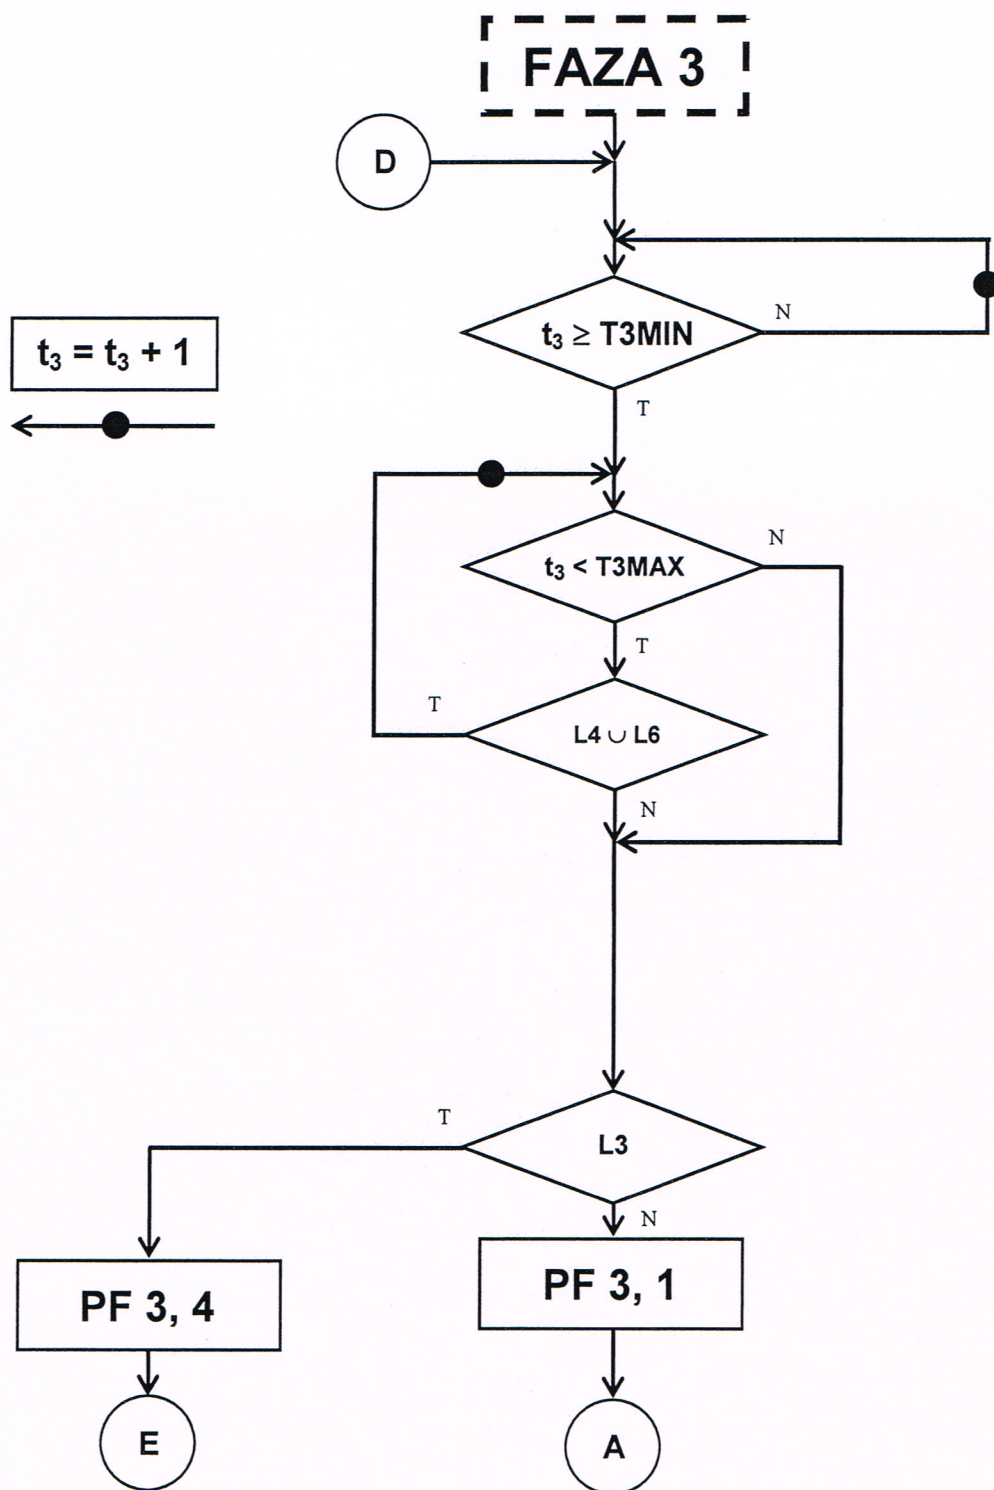 FAZA 3
D
t₃ ≥ T3MIN
N
t₃ = t₃ + 1
T
t₃ < T3MAX
N
T
L4 ∪ L6
T
N
L3
T
N
PF 3, 4
PF 3, 1
E
A